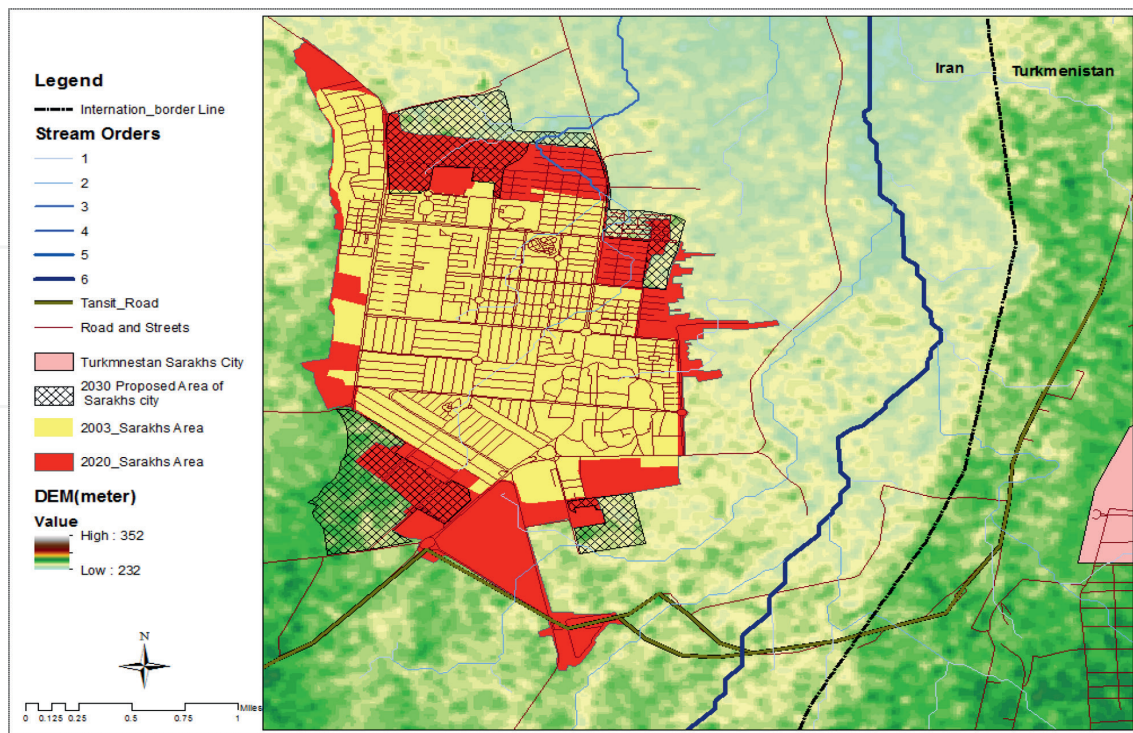 Legend
Internation_border Line
Stream Orders
1
2
3
4
5
6
Tansit_Road
Road and Streets
Turkmnestan Sarakhs City
2030 Proposed Area of
Sarakhs city
2003_Sarakhs Area
2020_Sarakhs Area
DEM(meter)
Value
High : 352
Low : 232
N
0 0.125 0.25 0.5 0.75 1 Miles
Iran Turkmenistan